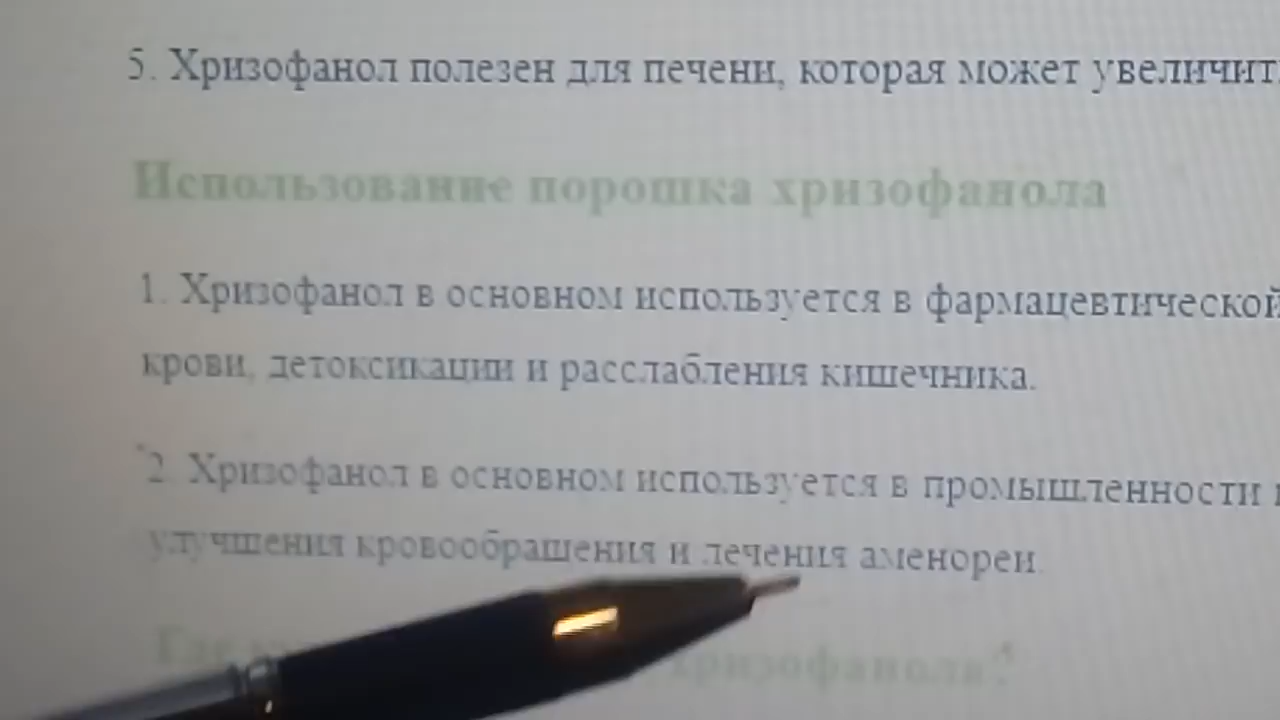 5. Хризофанол полезен для печени, которая может увеличит
Использование порошка хризофанола
1. Хризофанол в основном используется в фармацевтической
крови, детоксикации и расслабления кишечника.
2. Хризофанол в основном используется в промышленности
улучшения кровообращения и лечения аменореи.
Где хризофанола?